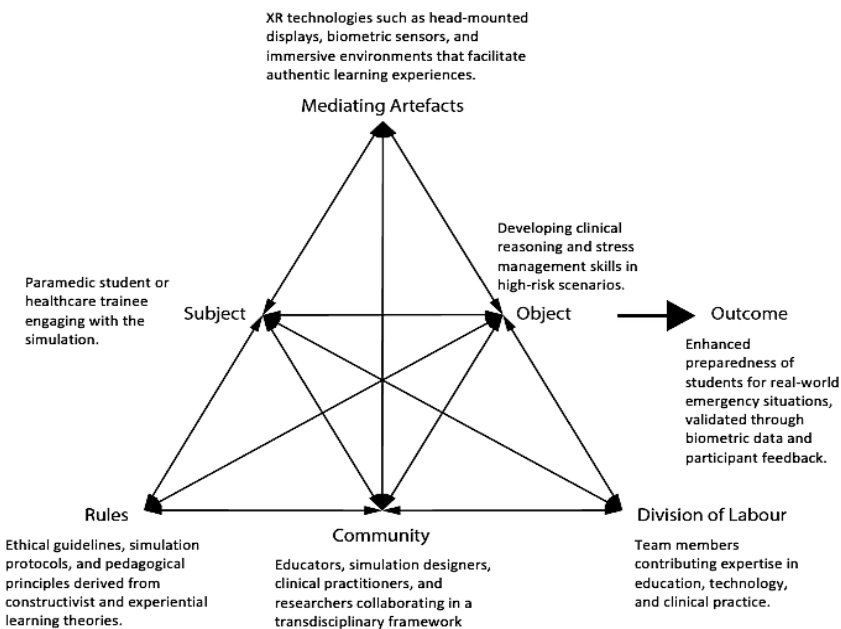 XR technologies such as head-mounted
displays, biometric sensors, and
immersive environments that facilitate
authentic learning experiences.
Mediating Artefacts
Developing clinical
reasoning and stress
management skills in
high-risk scenarios.
Paramedic student or
healthcare trainee
engaging with the
simulation.
Subject
Object
Outcome
Enhanced
preparedness of
students for real-world
emergency situations,
validated through
biometric data and
participant feedback.
Rules
Ethical guidelines, simulation
protocols, and pedagogical
principles derived from
constructivist and experiential
learning theories.
Community
Educators, simulation designers,
clinical practitioners, and
researchers collaborating in a
transdisciplinary framework
Division of Labour
Team members
contributing expertise in
education, technology,
and clinical practice.